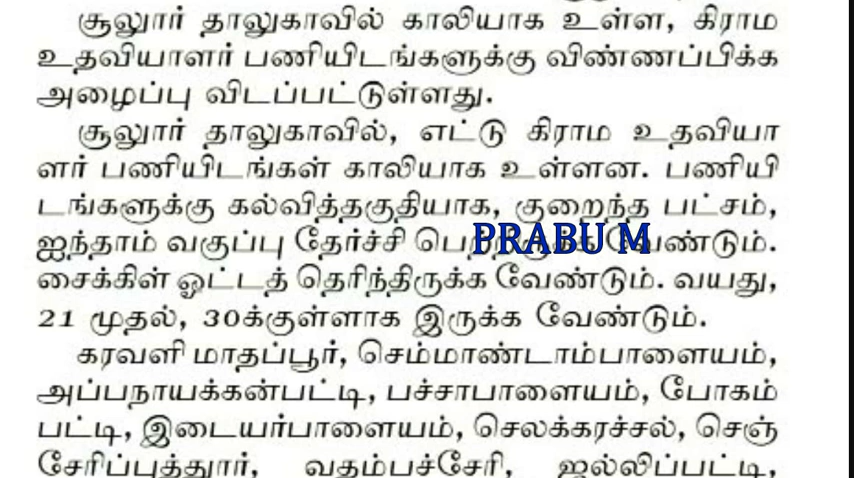 சூலூர் தாலுகாவில் காலியாக உள்ள, கிராம
உதவியாளர் பணியிடங்களுக்கு விண்ணப்பிக்க
அழைப்பு விடப்பட்டுள்ளது.
சூலூர் தாலுகாவில், எட்டு கிராம உதவியா
ளர் பணியிடங்கள் காலியாக உள்ளன. பணியி
டங்களுக்கு கல்வித்தகுதியாக, குறைந்த பட்சம்,
ஐந்தாம் வகுப்பு தேர்ச்சி பெற்றிருக்க வேண்டும்.
PRABU M
சைக்கிள் ஓட்டத் தெரிந்திருக்க வேண்டும். வயது,
21 முதல், 30க்குள்ளாக இருக்க வேண்டும்.
கரவளி மாதப்பூர், செம்மாண்டாம்பாளையம்,
அப்பநாயக்கன்பட்டி, பச்சாபாளையம், போகம்
பட்டி, இடையர்பாளையம், செலக்கரச்சல், செஞ்
சேரிப்புத்தூர், வதம்பச்சேரி, ஜல்லிப்பட்டி,